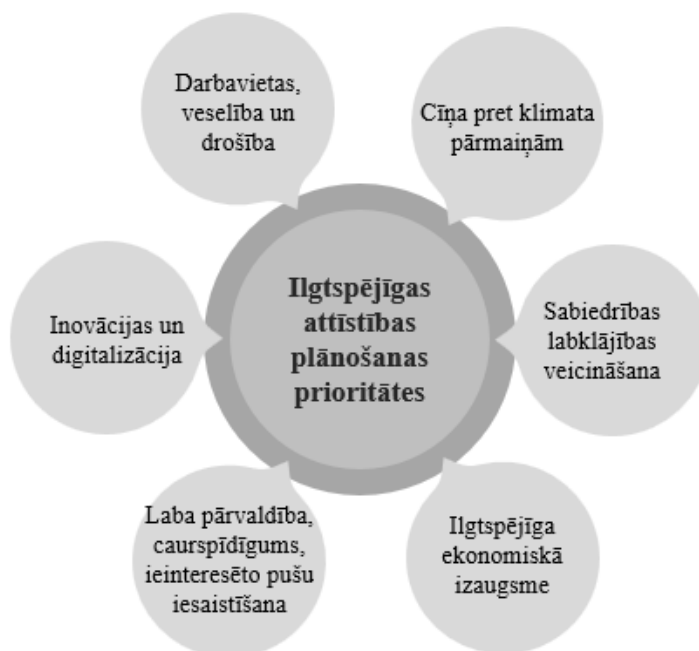 Darbavietas,
veselība un
drošība
Cīņa pret klimata
pārmaiņām
Ilgtspējīgas
attīstības
plānošanas
prioritātes
Inovācijas un
digitalizācija
Sabiedrības
labklājības
veicināšana
Laba pārvaldība,
caurspīdīgums,
ieinteresēto pušu
iesaistīšana
Ilgtspējīga
ekonomiskā
izaugsme